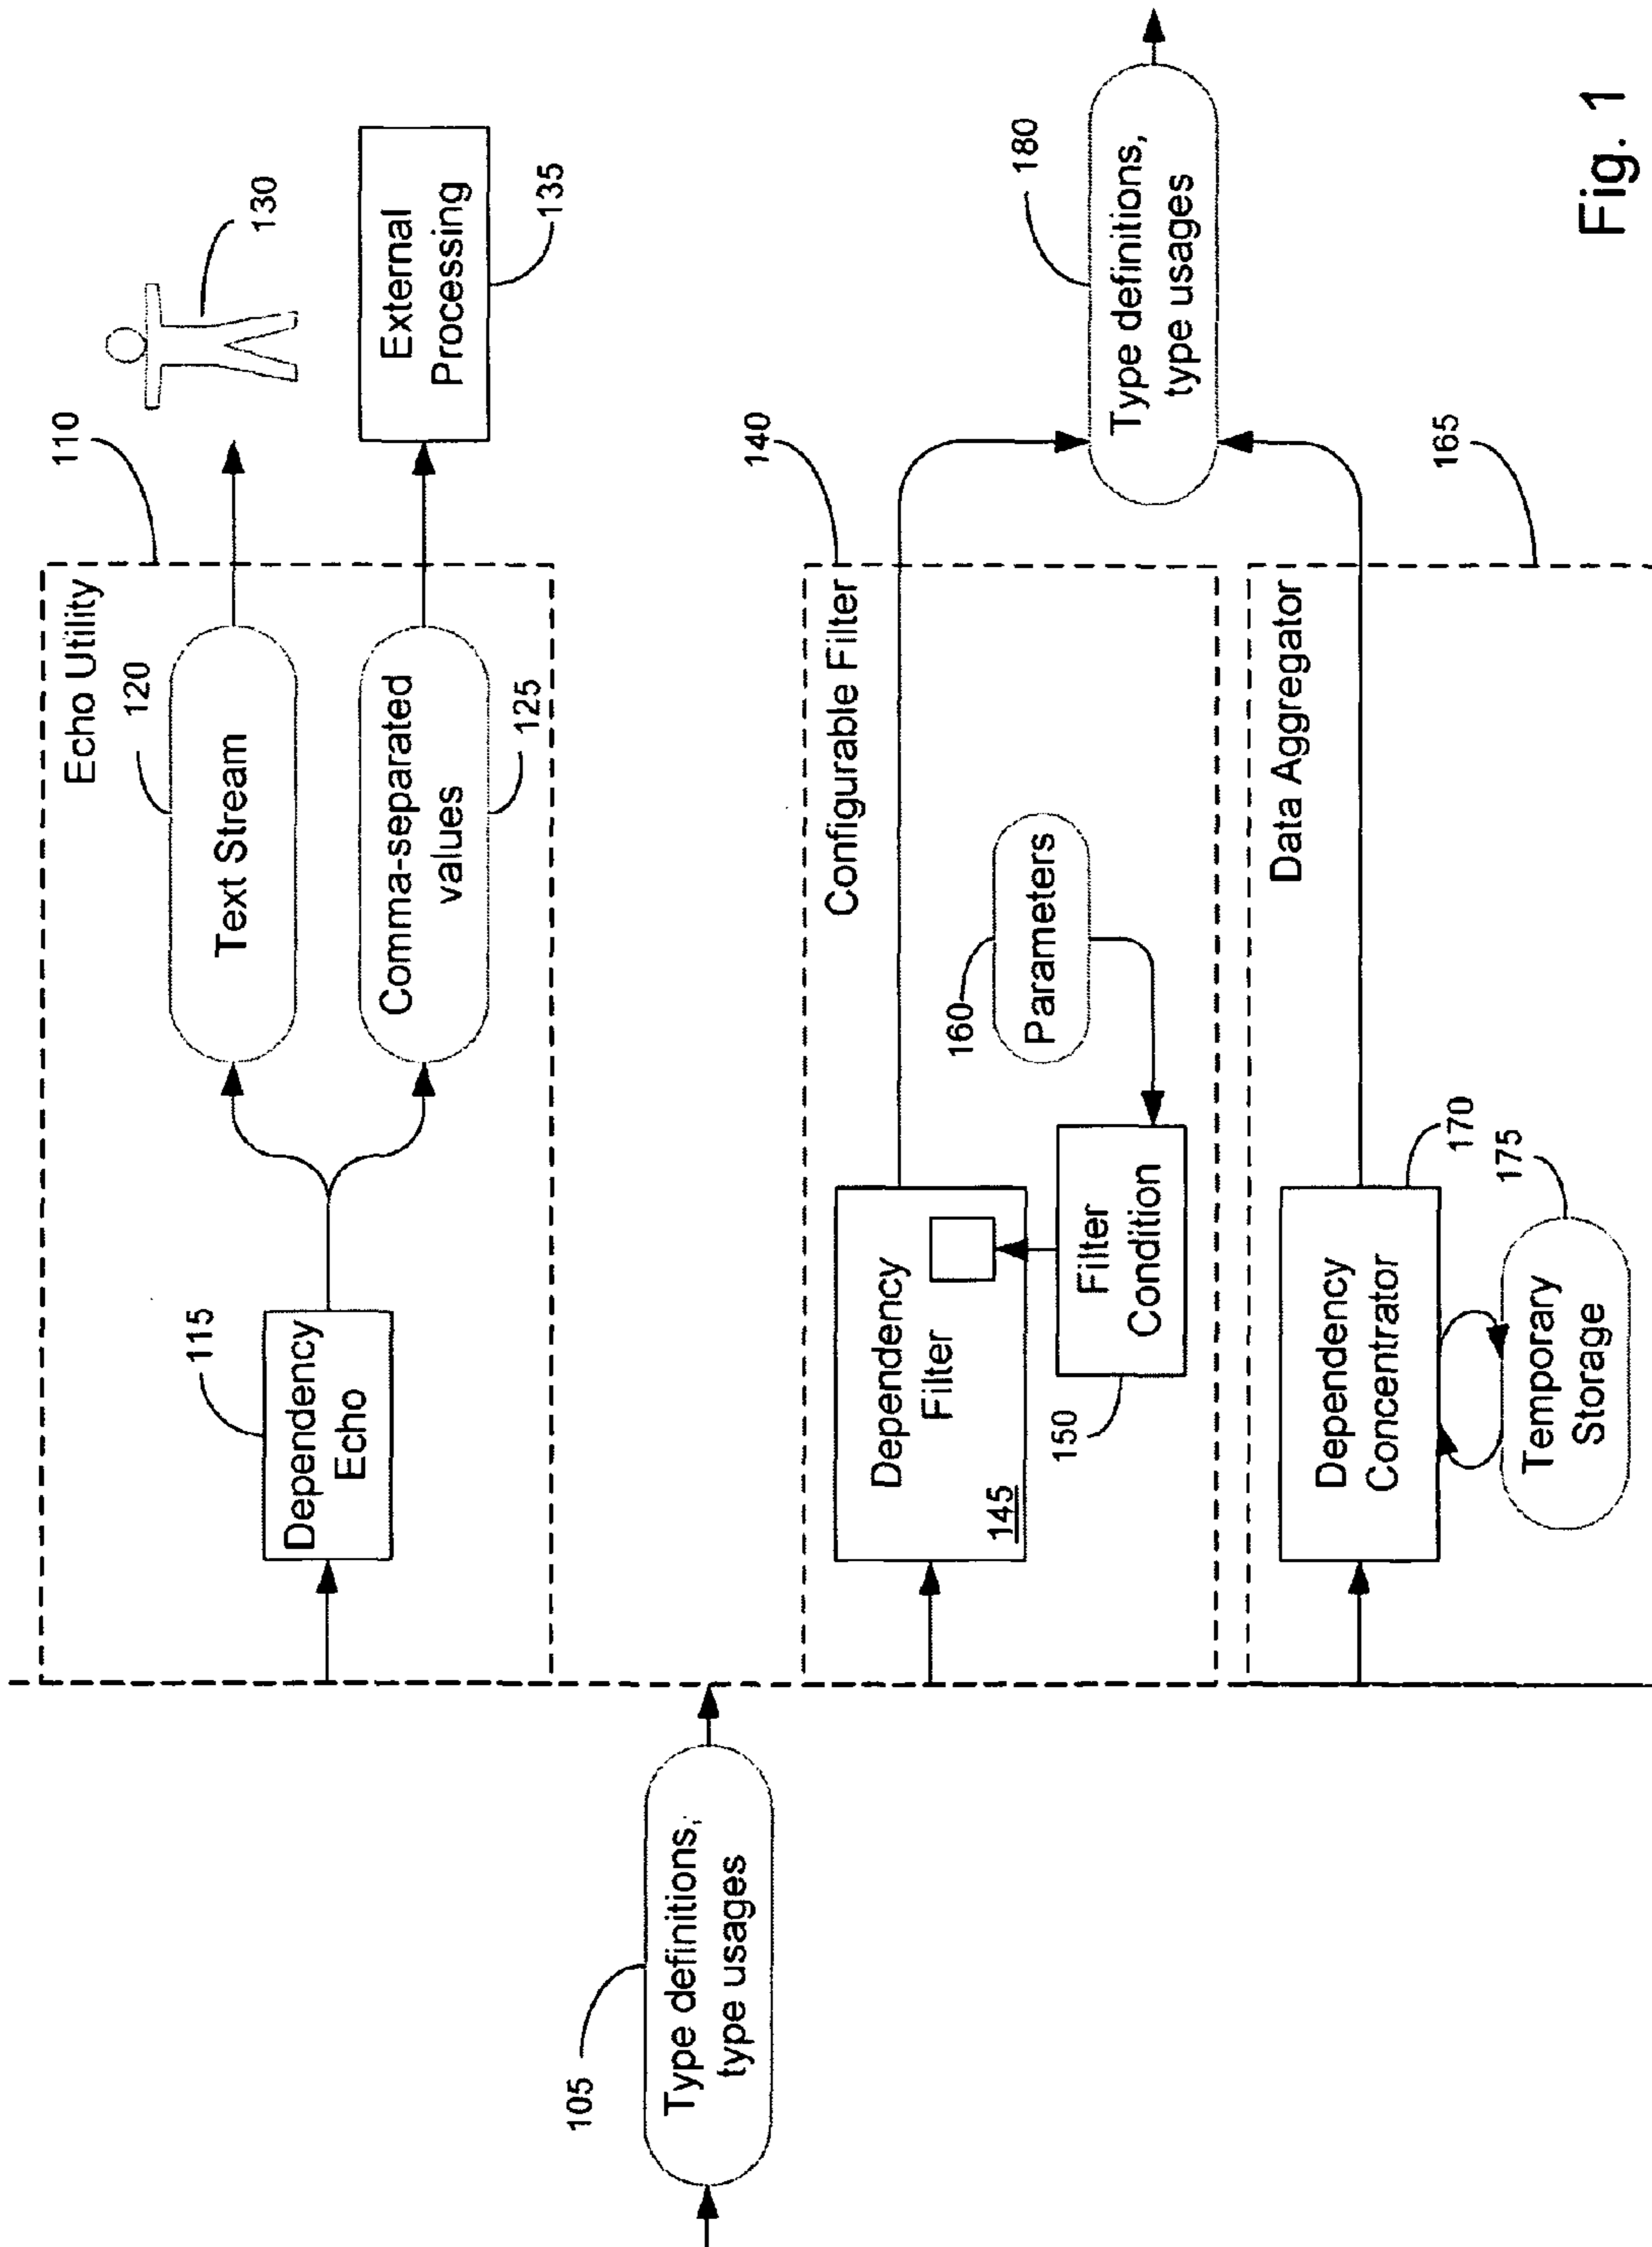 110
Echo Utility
115
Dependency
Echo
120
Text Stream
Comma-separated
values
125
130
External
Processing
135
105
Type definitions,
type usages
140
Configurable Filter
Dependency
Filter
145
Filter
Condition
150
160
Parameters
180
Type definitions,
type usages
165
Data Aggregator
Dependency
Concentrator
170
175
Temporary
Storage
Fig. 1